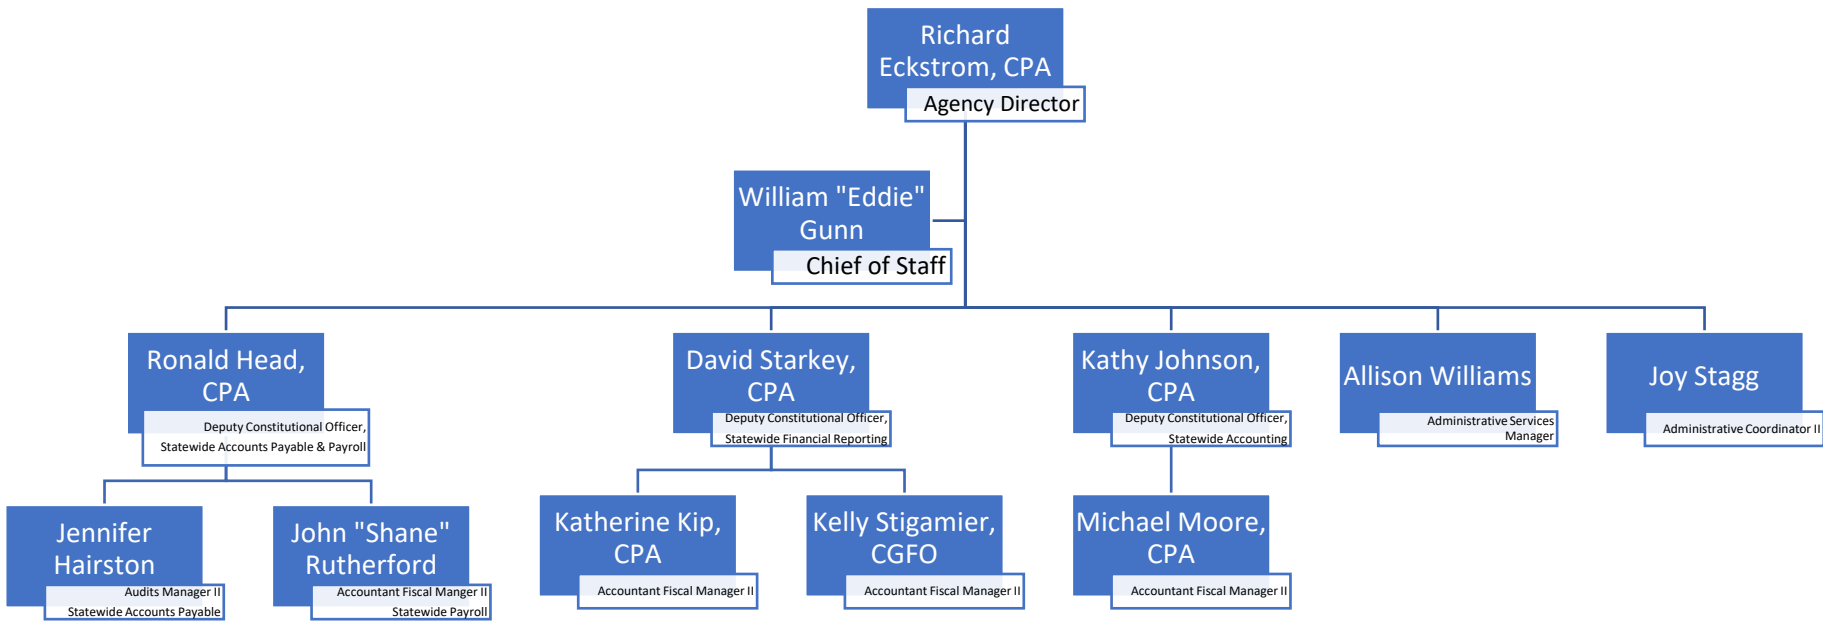 Richard
Eckstrom, CPA
Agency Director
William "Eddie"
Gunn
Chief of Staff
Ronald Head,
CPA
Deputy Constitutional Officer,
Statewide Accounts Payable & Payroll
David Starkey,
CPA
Deputy Constitutional Officer,
Statewide Financial Reporting
Kathy Johnson,
CPA
Deputy Constitutional Officer,
Statewide Accounting
Allison Williams
Administrative Services
Manager
Joy Stagg
Administrative Coordinator II
Jennifer
Hairston
Audits Manager II
Statewide Accounts Payable
John "Shane"
Rutherford
Accountant Fiscal Manger II
Statewide Payroll
Katherine Kip,
CPA
Accountant Fiscal Manager II
Kelly Stigamier,
CGFO
Accountant Fiscal Manager II
Michael Moore,
CPA
Accountant Fiscal Manager II